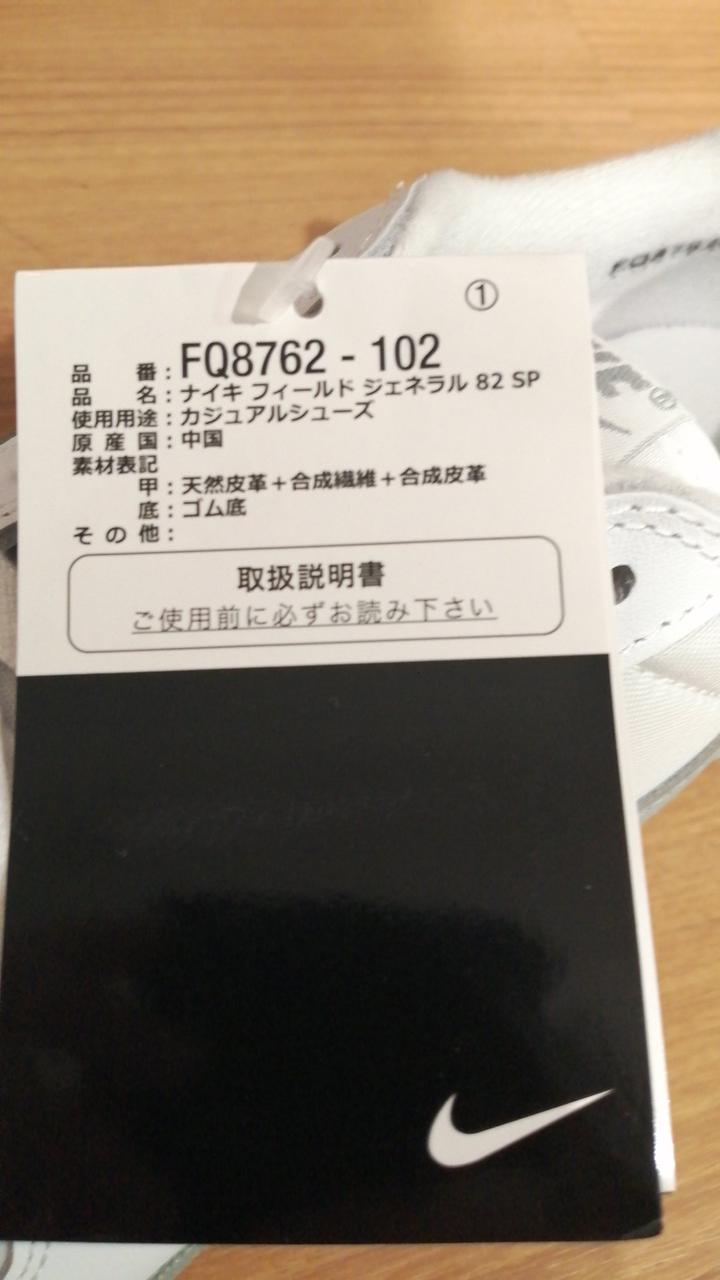 ①
品番：FQ8762 - 102
品名：ナイキ フィールド ジェネラル 82 SP
使用用途：カジュアルシューズ
原産国：中国
素材表記
甲：天然皮革＋合成繊維＋合成皮革
底：ゴム底
その他：
取扱説明書
ご使用前に必ずお読み下さい